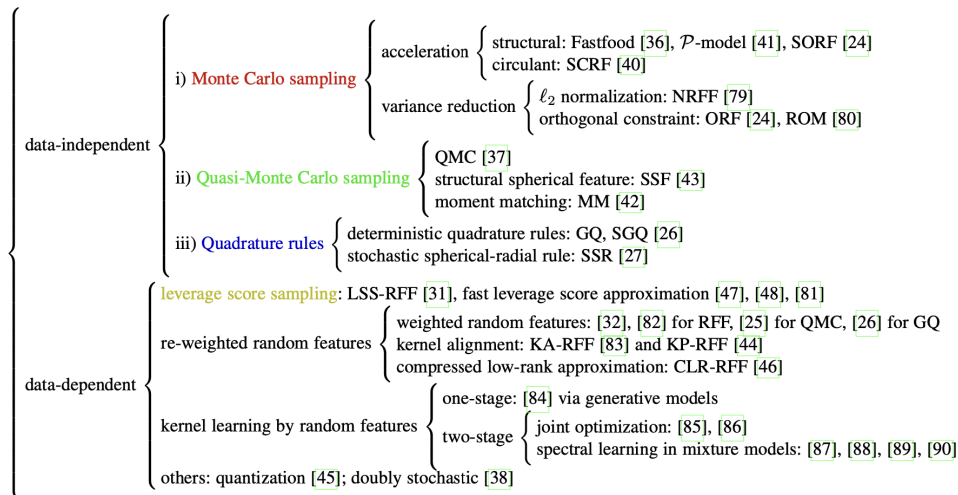 structural: Fastfood [36], 𝒫-model [41], SORF [24]
acceleration
circulant: SCRF [40]
i) Monte Carlo sampling
ℓ2 normalization: NRFF [79]
variance reduction
orthogonal constraint: ORF [24], ROM [80]
data-independent
QMC [37]
ii) Quasi-Monte Carlo sampling
structural spherical feature: SSF [43]
moment matching: MM [42]
deterministic quadrature rules: GQ, SGQ [26]
iii) Quadrature rules
stochastic spherical-radial rule: SSR [27]
leverage score sampling: LSS-RFF [31], fast leverage score approximation [47], [48], [81]
weighted random features: [32], [82] for RFF, [25] for QMC, [26] for GQ
re-weighted random features
kernel alignment: KA-RFF [83] and KP-RFF [44]
compressed low-rank approximation: CLR-RFF [46]
data-dependent
one-stage: [84] via generative models
kernel learning by random features
joint optimization: [85], [86]
two-stage
spectral learning in mixture models: [87], [88], [89], [90]
others: quantization [45]; doubly stochastic [38]